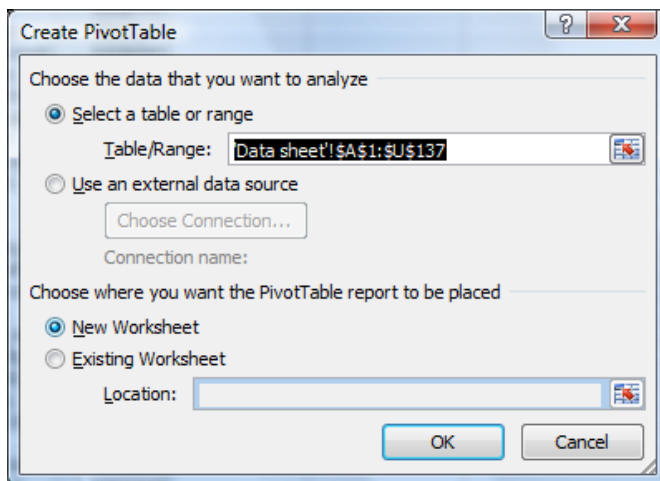 Create PivotTable
Choose the data that you want to analyze
Select a table or range
Table/Range: 'Data sheet'!$A$1:$U$137
Use an external data source
Choose Connection...
Connection name:
Choose where you want the PivotTable report to be placed
New Worksheet
Existing Worksheet
Location:
OK Cancel